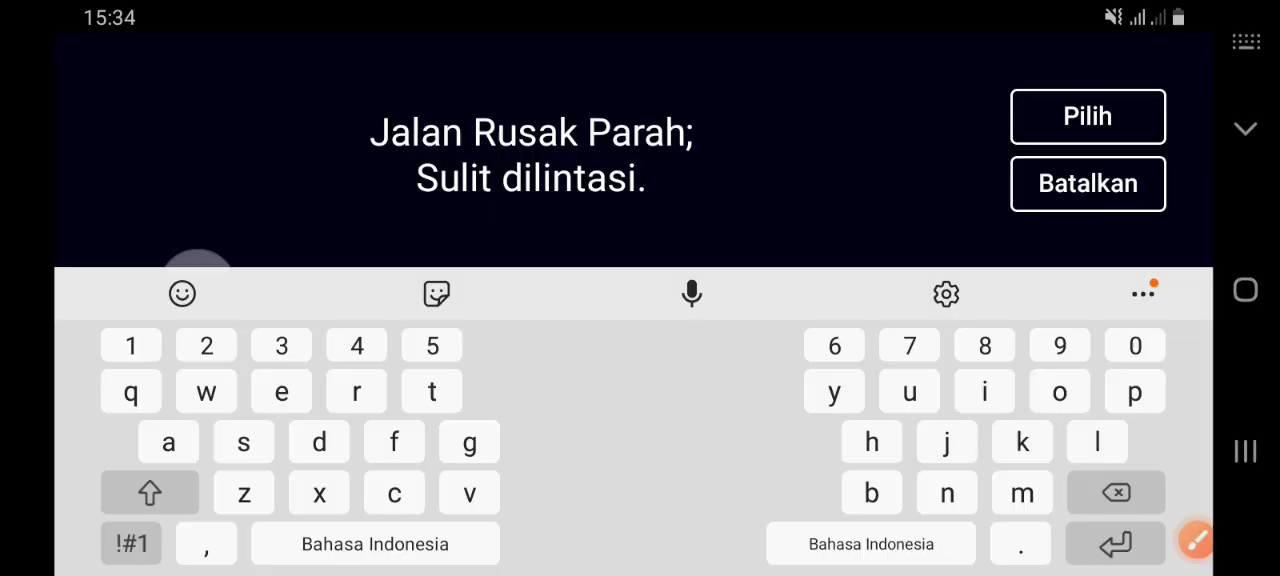 15:34
Jalan Rusak Parah;
Sulit dilintasi.
Pilih
Batalkan
1 2 3 4 5 6 7 8 9 0
q w e r t y u i o p
a s d f g h j k l
z x c v b n m
!#1 , Bahasa Indonesia Bahasa Indonesia .